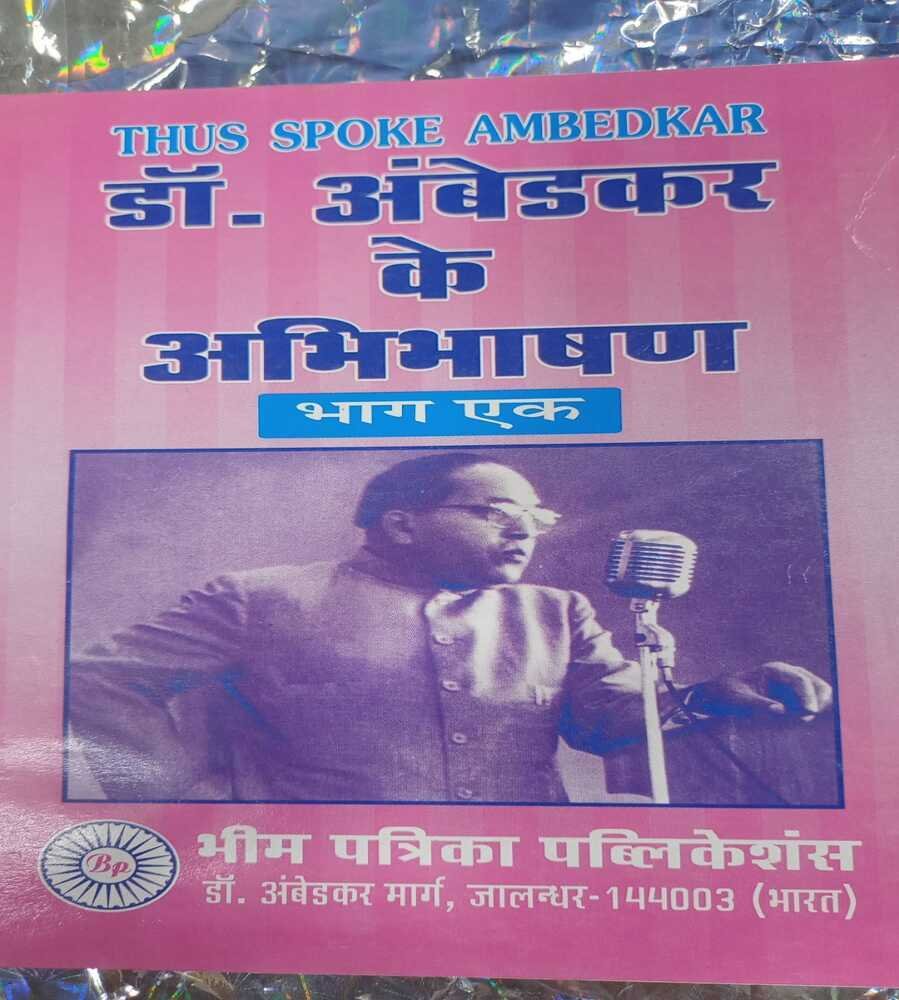 THUS SPOKE AMBEDKAR
डॉ. अंबेडकर
के
अभिभाषण
भाग एक
Bp
भीम पत्रिका पब्लिकेशंस
डॉ. अंबेडकर मार्ग, जालन्धर-144003 (भारत)